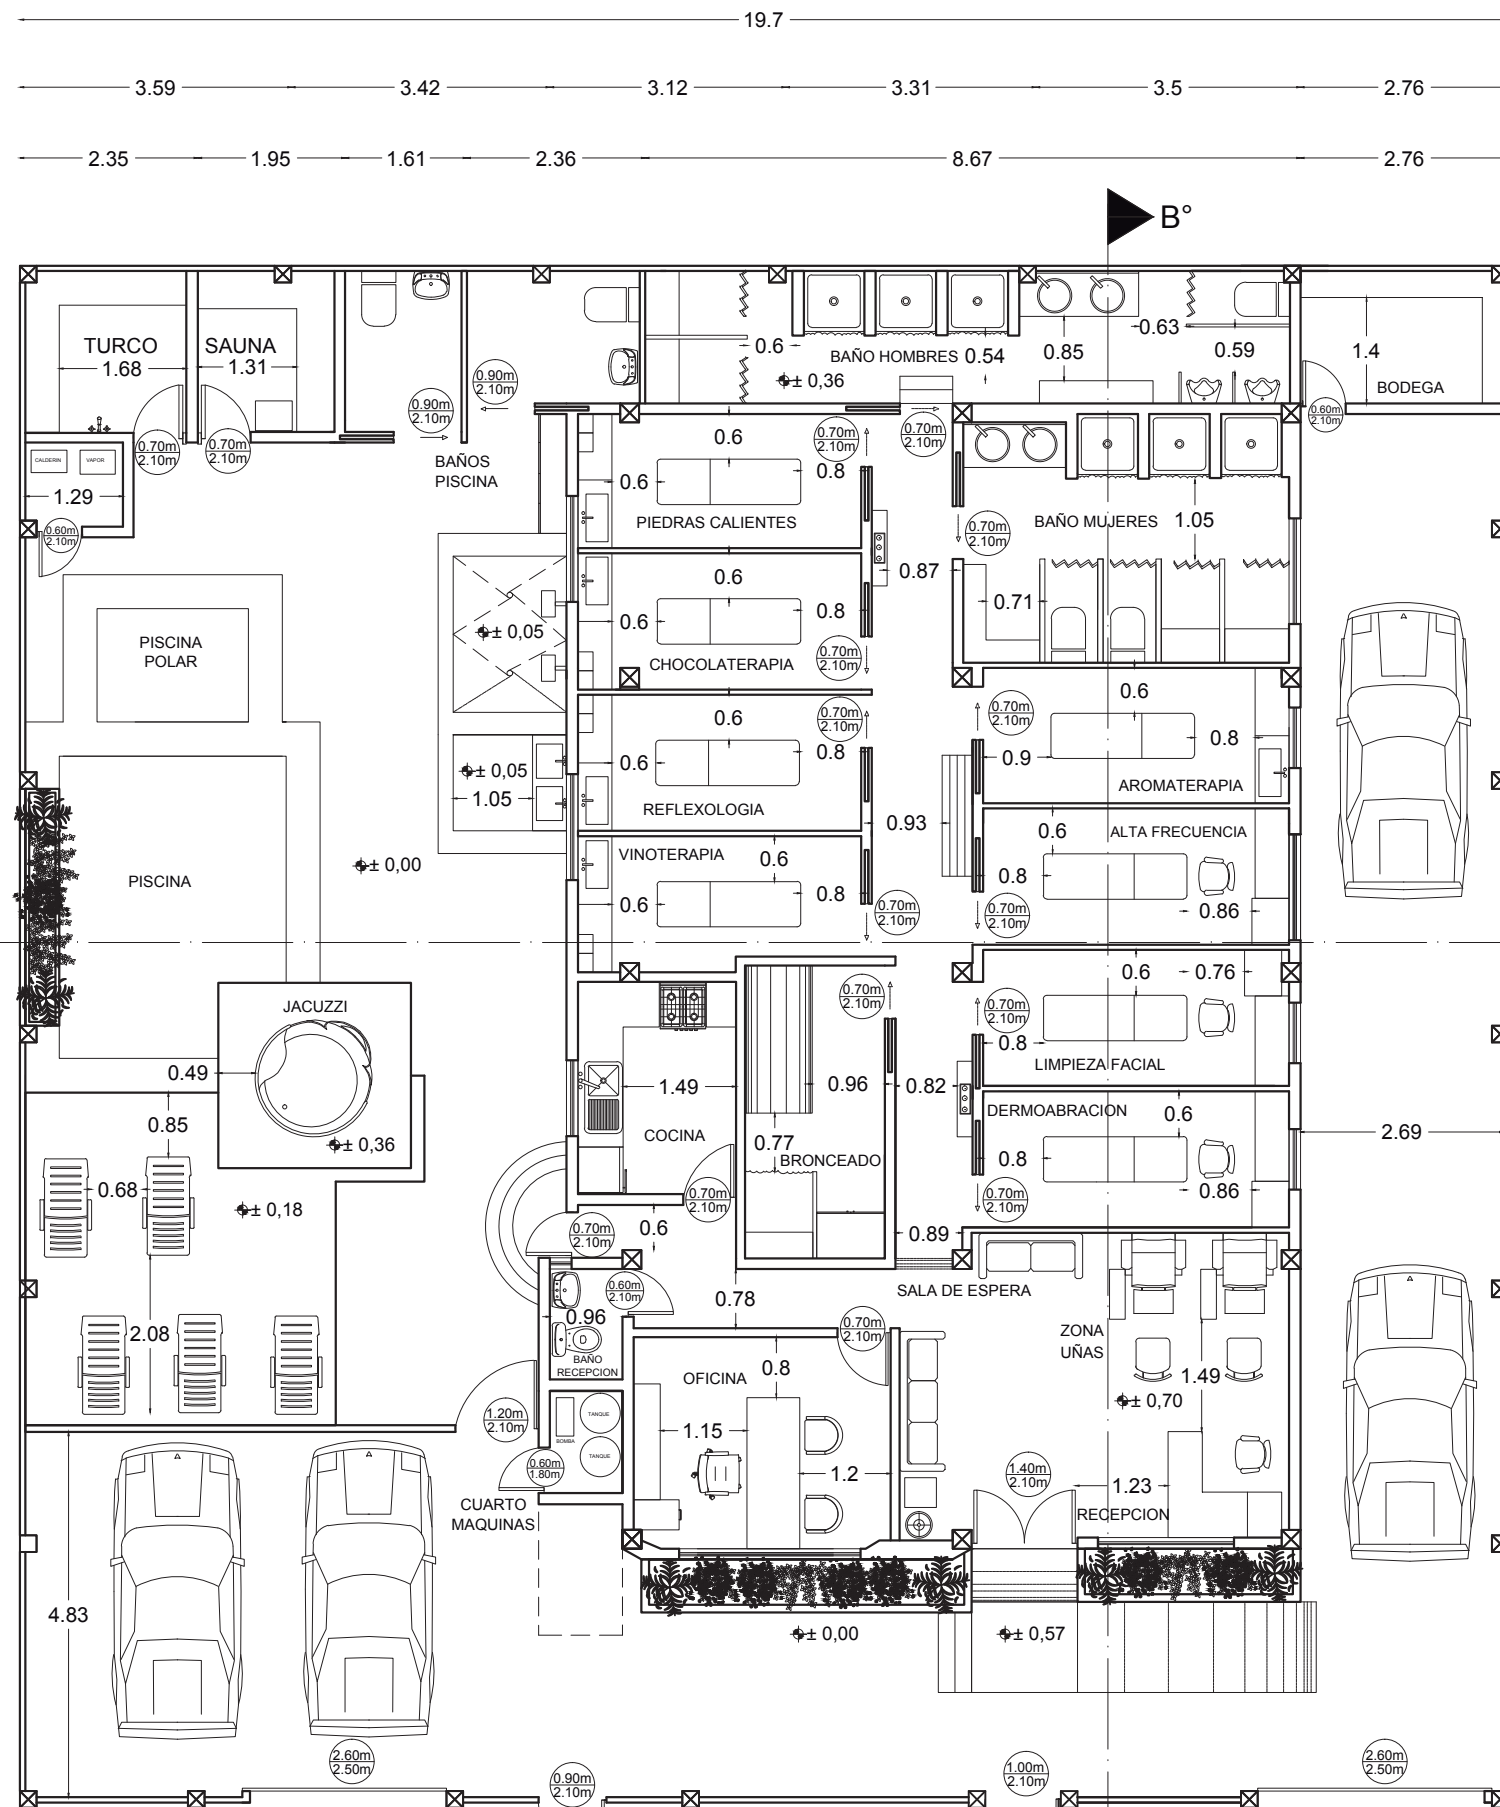 19.7
3.59 3.42 3.12 3.31 3.5 2.76
2.35 1.95 1.61 2.36 8.67 2.76
B°
TURCO
1.68
SAUNA
1.31
0.90m
2.10m
0.90m
2.10m
0.6
BAÑO HOMBRES
0.54
± 0,36
0.85
0.63
0.59
1.4
BODEGA
0.60m
2.10m
0.70m
2.10m
0.70m
2.10m
CALDERIN
VAPOR
1.29
0.60m
2.10m
BAÑOS
PISCINA
0.6
0.6
0.8
PIEDRAS CALIENTES
0.70m
2.10m
0.70m
2.10m
BAÑO MUJERES
1.05
0.70m
2.10m
0.87
0.71
0.6
0.6
0.8
CHOCOLATERAPIA
0.70m
2.10m
± 0,05
PISCINA
POLAR
0.6
0.6
0.8
REFLEXOLOGIA
0.70m
2.10m
0.70m
2.10m
0.6
0.9
0.8
AROMATERAPIA
± 0,05
1.05
0.93
VINOTERAPIA
0.6
0.6
0.8
0.70m
2.10m
0.6
ALTA FRECUENCIA
0.8
0.86
0.70m
2.10m
PISCINA
± 0,00
0.6
0.76
0.70m
2.10m
0.8
LIMPIEZA FACIAL
0.70m
2.10m
JACUZZI
0.49
± 0,36
1.49
COCINA
0.96
0.82
0.77
BRONCEADO
DERMOABRACION
0.6
0.8
0.86
0.70m
2.10m
2.69
0.85
0.68
± 0,18
2.08
0.70m
2.10m
0.70m
2.10m
0.6
0.89
SALA DE ESPERA
0.60m
2.10m
0.96
BAÑO
RECEPCION
0.78
0.70m
2.10m
ZONA
UÑAS
1.49
± 0,70
OFICINA
0.8
1.15
1.2
1.20m
2.10m
TANQUE
BOMBA
TANQUE
0.60m
1.80m
CUARTO
MAQUINAS
1.40m
2.10m
1.23
RECEPCION
4.83
± 0,00
± 0,57
2.60m
2.50m
0.90m
2.10m
1.00m
2.10m
2.60m
2.50m